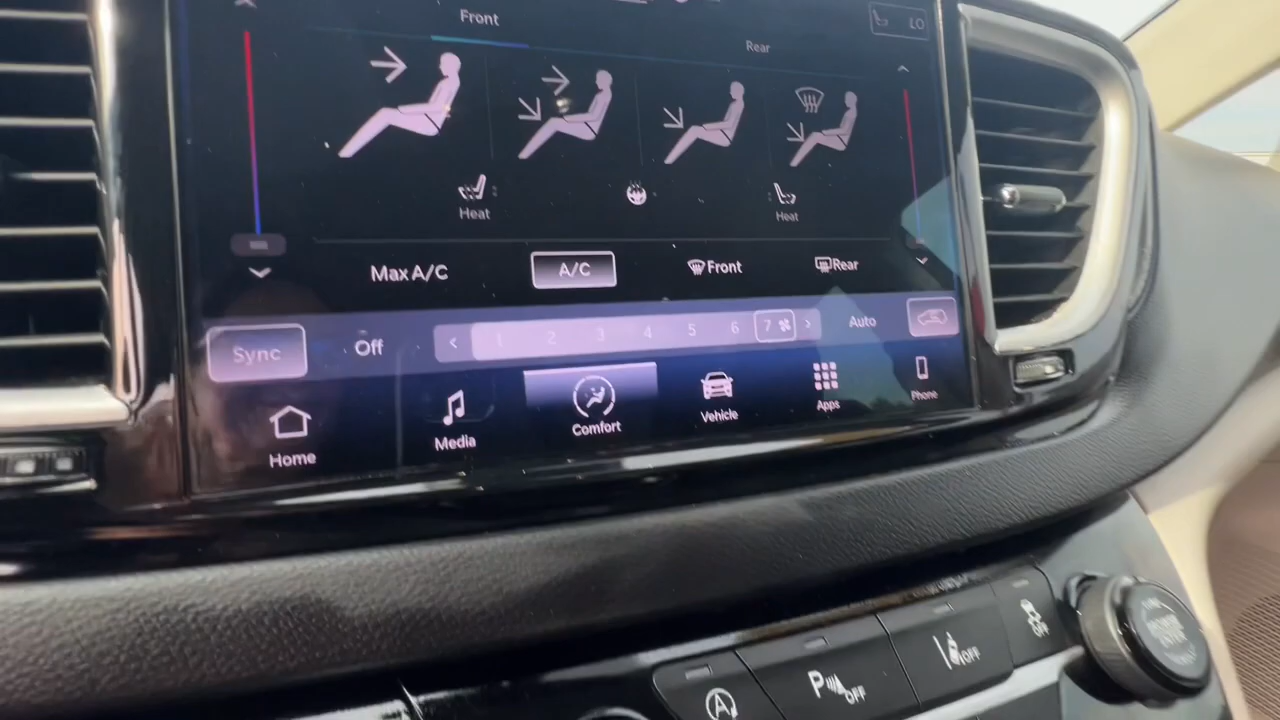 Front
Rear
LO
Heat
Heat
Max A/C
A/C
Front
Rear
Sync
Off
< 1 2 3 4 5 6 7 >
Auto
Home
Media
Comfort
Vehicle
Apps
Phone
A
P OFF
OFF
OFF